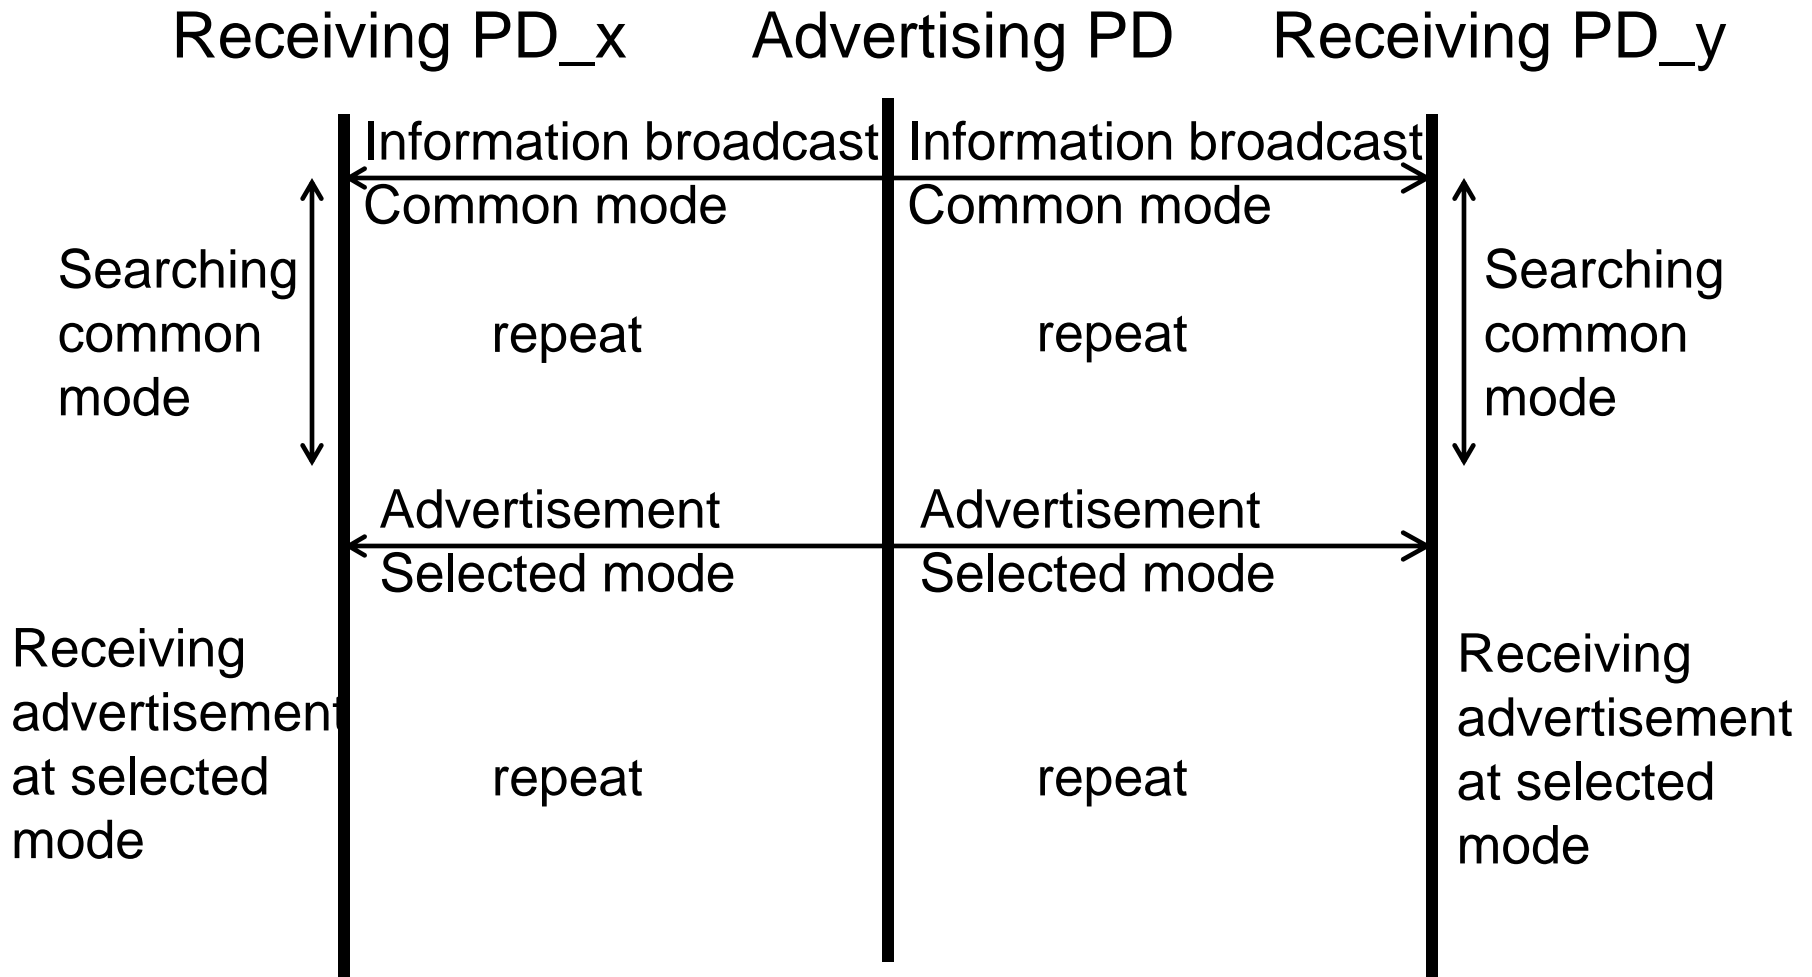 Receiving PD_x Advertising PD Receiving PD_y
Information broadcast Information broadcast
Common mode Common mode
Searching
common
mode
repeat repeat
Searching
common
mode
Advertisement Advertisement
Selected mode Selected mode
Receiving
advertisement
at selected
mode
repeat repeat
Receiving
advertisement
at selected
mode